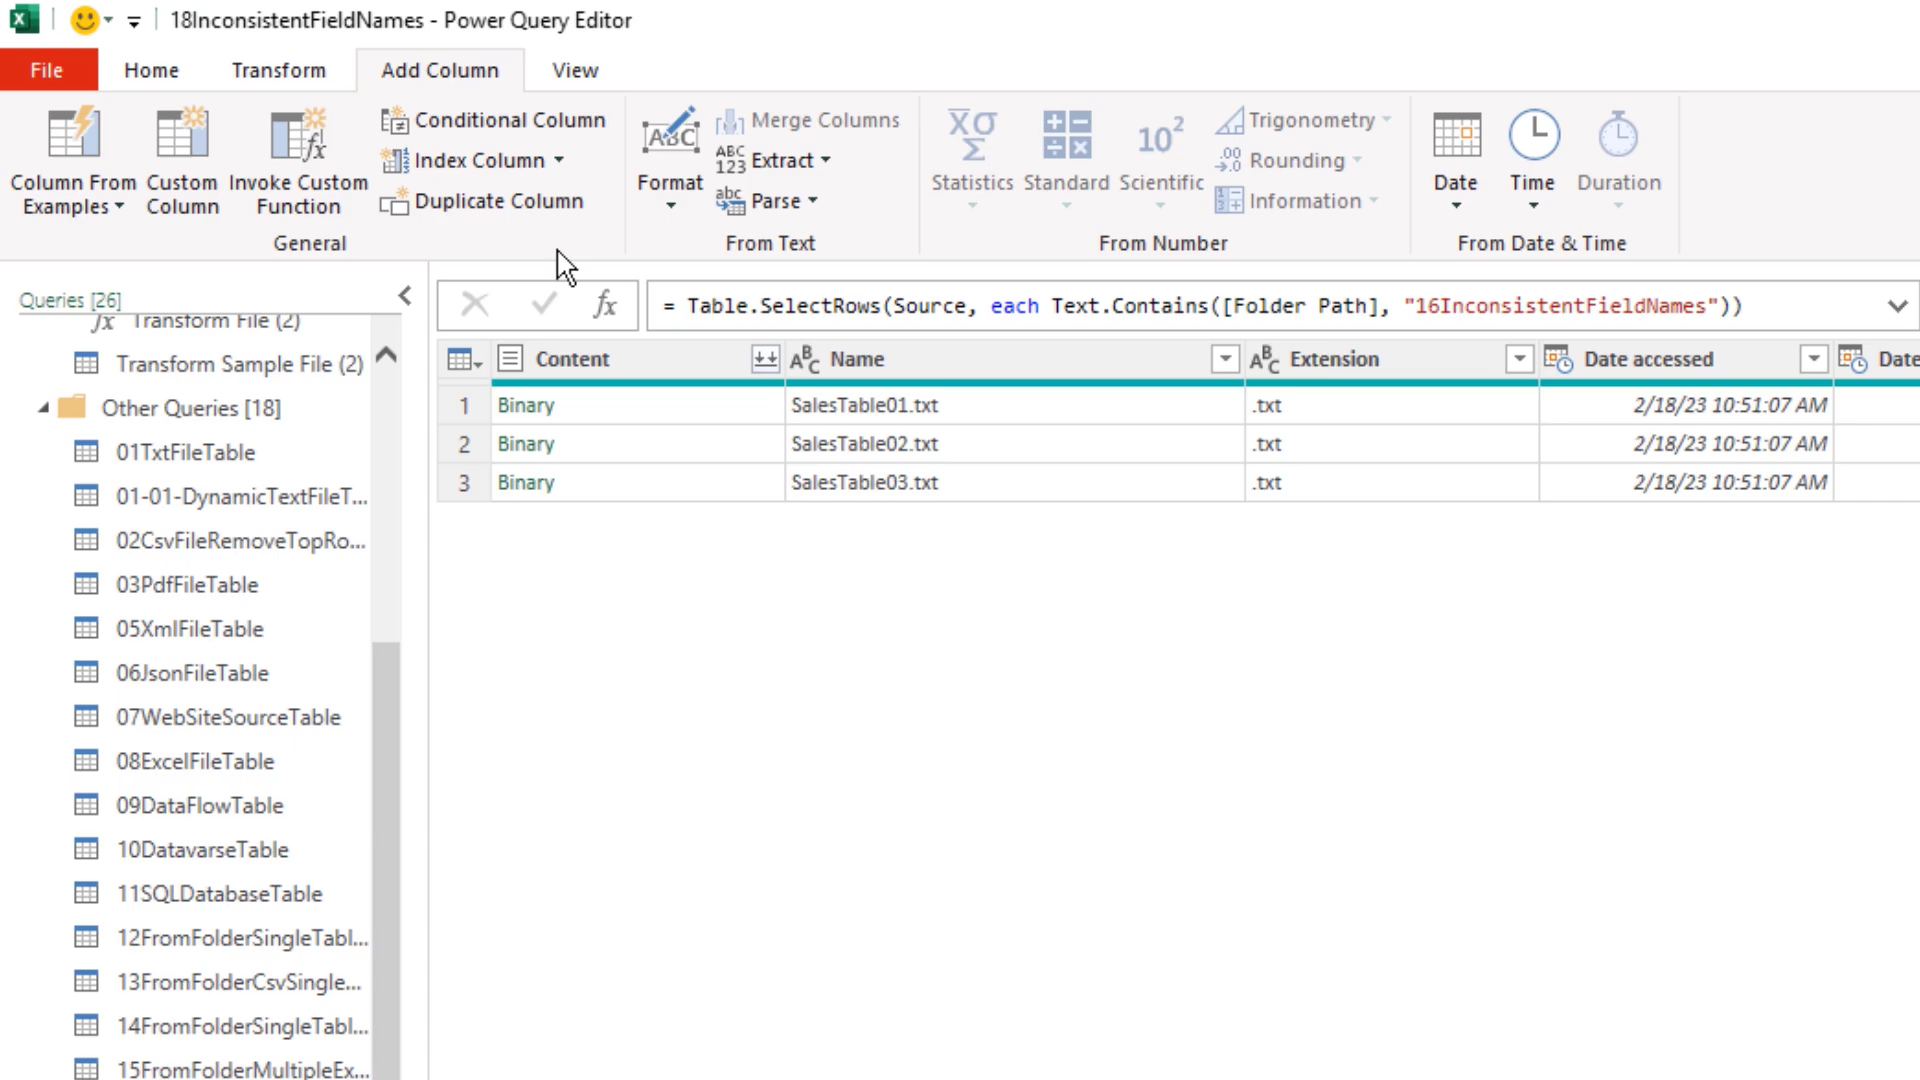 18InconsistentFieldNames - Power Query Editor
File Home Transform Add Column View
Column From Examples
Custom Column
Invoke Custom Function
Conditional Column
Index Column
Duplicate Column
General
Format
Merge Columns
Extract
Parse
From Text
Statistics
Standard
Scientific
Trigonometry
Rounding
Information
From Number
Date
Time
Duration
From Date & Time
Queries [26]
Transform File (2)
Transform Sample File (2)
Other Queries [18]
01TxtFileTable
01-01-DynamicTextFileT...
02CsvFileRemoveTopRo...
03PdfFileTable
05XmlFileTable
06JsonFileTable
07WebSiteSourceTable
08ExcelFileTable
09DataFlowTable
10DatavarseTable
11SQLDatabaseTable
12FromFolderSingleTabl...
13FromFolderCsvSingle...
14FromFolderSingleTabl...
15FromFolderMultipleEx...
fx = Table.SelectRows(Source, each Text.Contains([Folder Path], "16InconsistentFieldNames"))
Content Name Extension Date accessed Date
1 Binary SalesTable01.txt .txt 2/18/23 10:51:07 AM
2 Binary SalesTable02.txt .txt 2/18/23 10:51:07 AM
3 Binary SalesTable03.txt .txt 2/18/23 10:51:07 AM